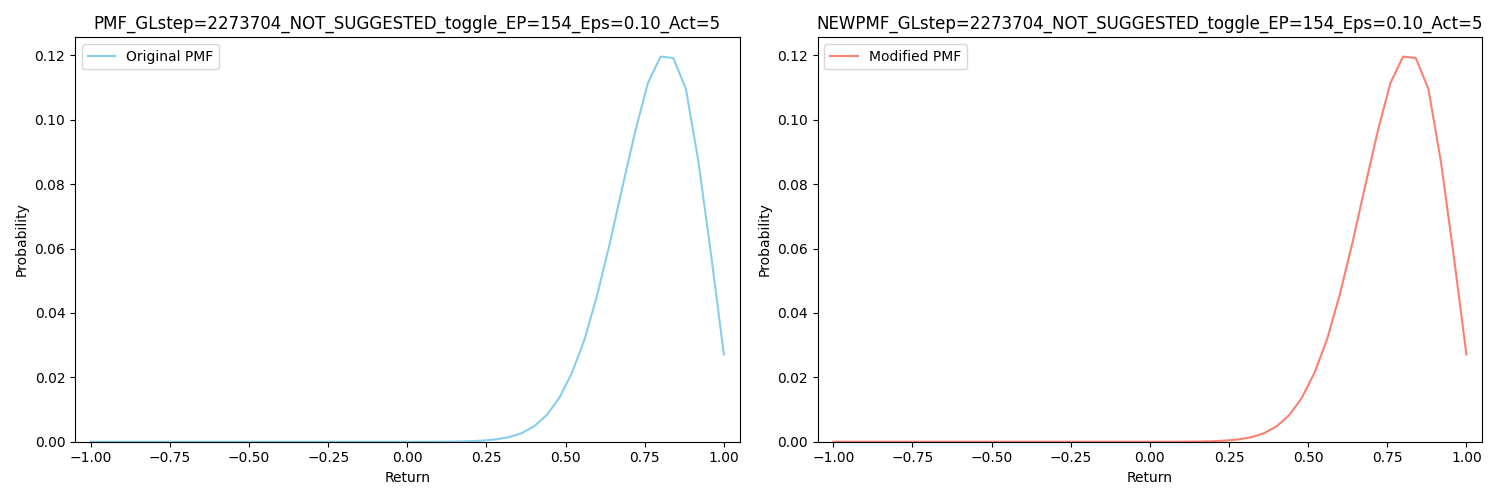 PMF_GLstep=2273704_NOT_SUGGESTED_toggle_EP=154_Eps=0.10_Act=5
Original PMF
Probability
0.12
0.10
0.08
0.06
0.04
0.02
0.00
−1.00 −0.75 −0.50 −0.25 0.00 0.25 0.50 0.75 1.00
Return
NEWPMF_GLstep=2273704_NOT_SUGGESTED_toggle_EP=154_Eps=0.10_Act=5
Modified PMF
Probability
0.12
0.10
0.08
0.06
0.04
0.02
0.00
−1.00 −0.75 −0.50 −0.25 0.00 0.25 0.50 0.75 1.00
Return